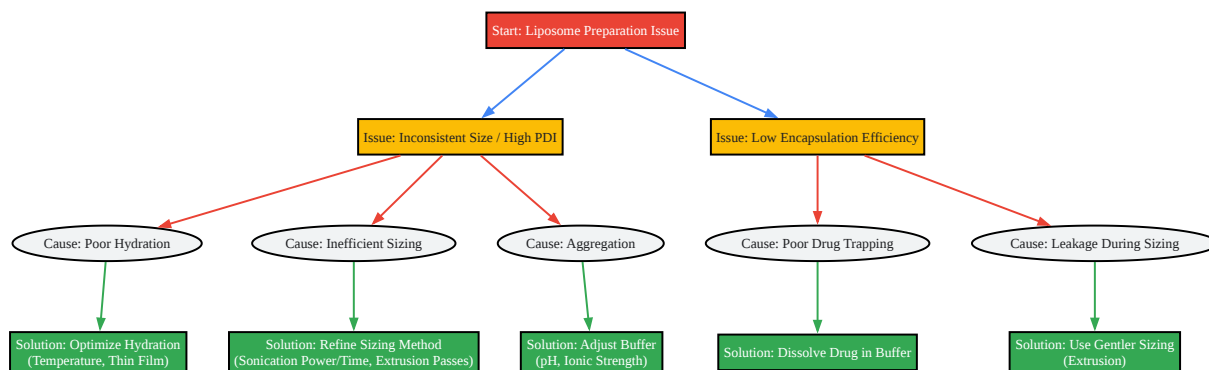 Start: Liposome Preparation Issue
Issue: Inconsistent Size / High PDI
Issue: Low Encapsulation Efficiency
Cause: Poor Hydration
Cause: Inefficient Sizing
Cause: Aggregation
Cause: Poor Drug Trapping
Cause: Leakage During Sizing
Solution: Optimize Hydration
(Temperature, Thin Film)
Solution: Refine Sizing Method
(Sonication Power/Time, Extrusion Passes)
Solution: Adjust Buffer
(pH, Ionic Strength)
Solution: Dissolve Drug in Buffer
Solution: Use Gentler Sizing
(Extrusion)